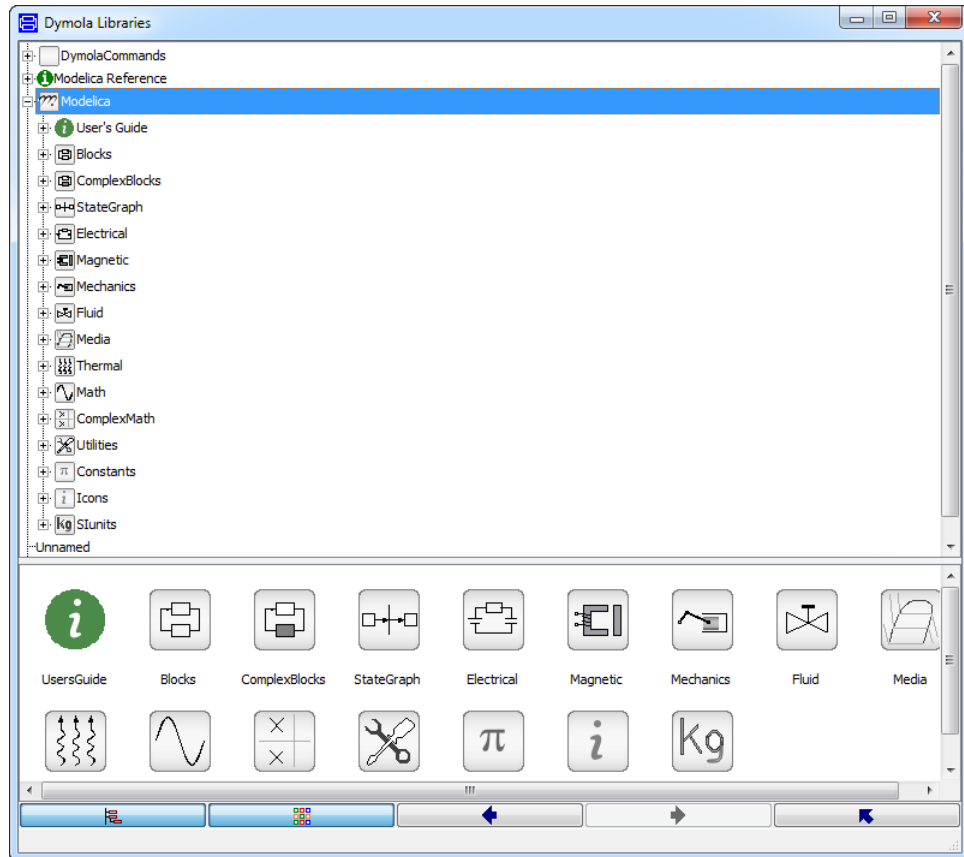 Dymola Libraries
DymolaCommands
Modelica Reference
Modelica
User's Guide
Blocks
ComplexBlocks
StateGraph
Electrical
Magnetic
Mechanics
Fluid
Media
Thermal
Math
ComplexMath
Utilities
π Constants
i Icons
kg SIunits
Unnamed
i
UsersGuide Blocks ComplexBlocks StateGraph Electrical Magnetic Mechanics Fluid Media
π i Kg